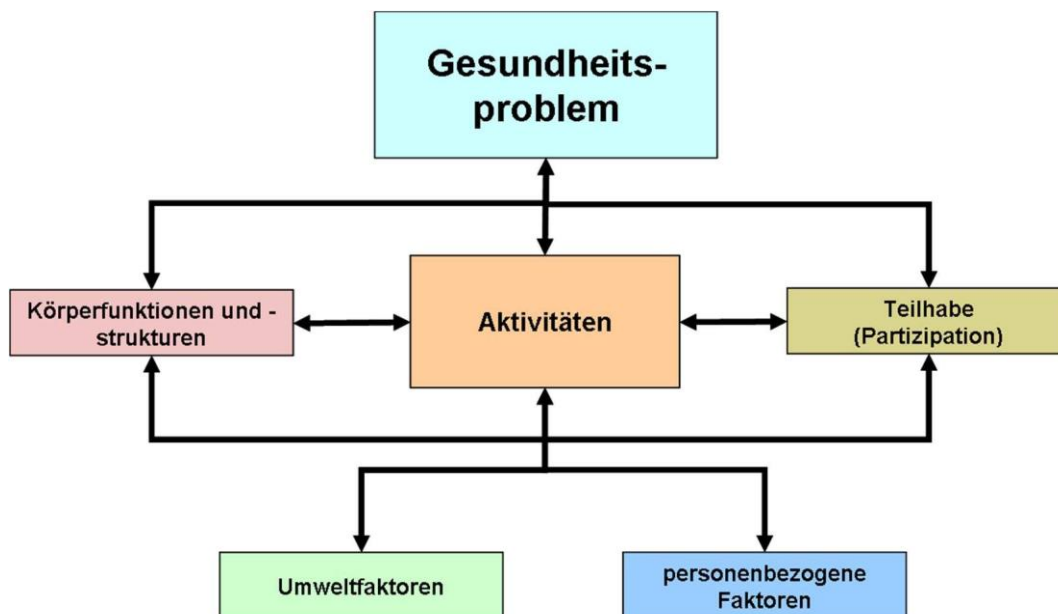 Gesundheits-
problem
Körperfunktionen und -
strukturen
Aktivitäten
Teilhabe
(Partizipation)
Umweltfaktoren
personenbezogene
Faktoren